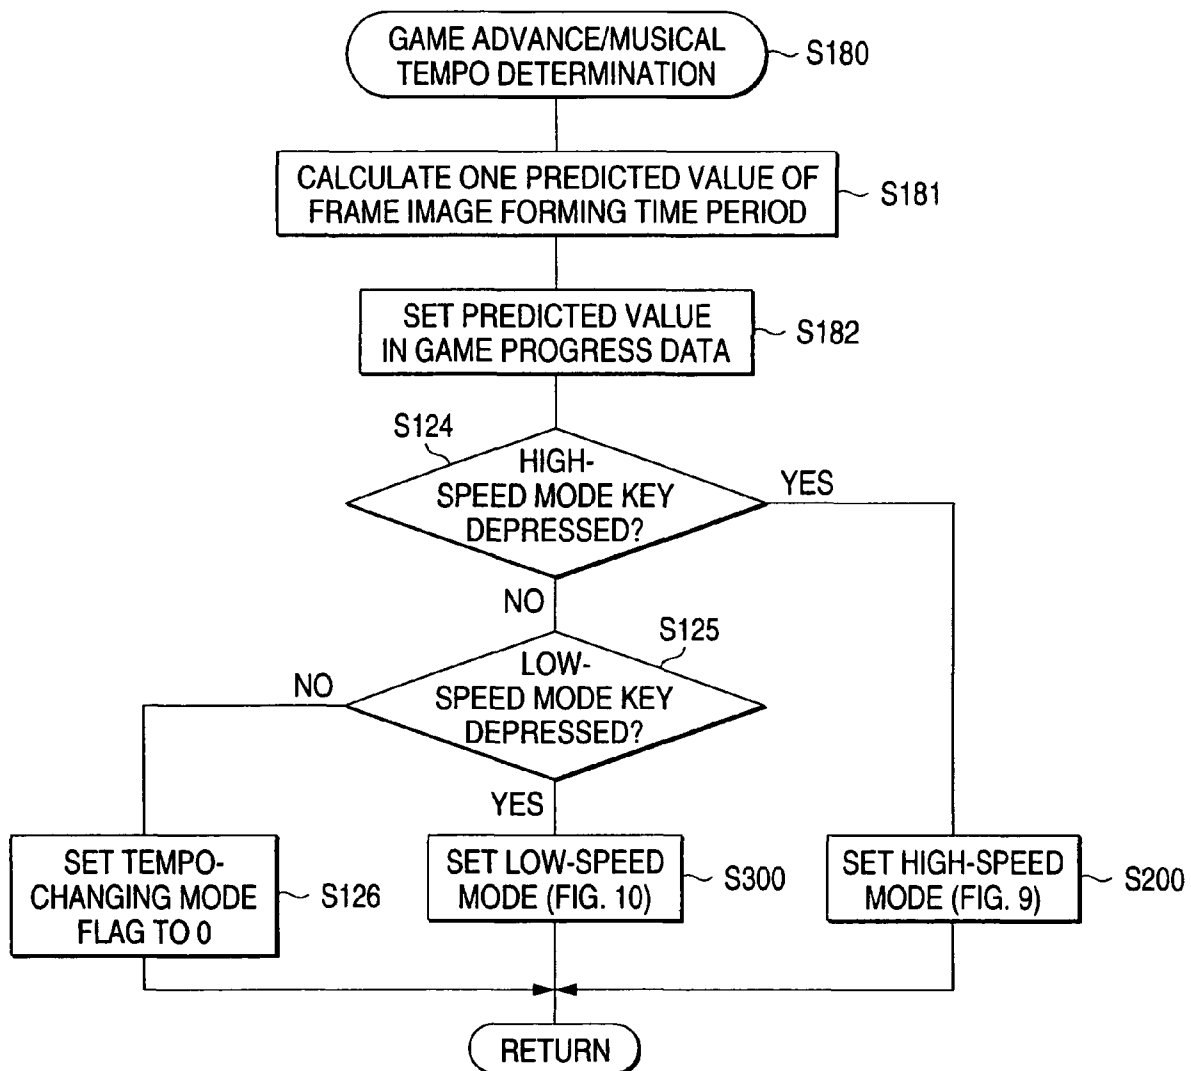 GAME ADVANCE/MUSICAL
TEMPO DETERMINATION
S180
CALCULATE ONE PREDICTED VALUE OF
FRAME IMAGE FORMING TIME PERIOD
S181
SET PREDICTED VALUE
IN GAME PROGRESS DATA
S182
S124
HIGH-
SPEED MODE KEY
DEPRESSED?
YES
NO
S125
LOW-
SPEED MODE KEY
DEPRESSED?
NO
YES
SET TEMPO-
CHANGING MODE
FLAG TO 0
S126
SET LOW-SPEED
MODE (FIG. 10)
S300
SET HIGH-SPEED
MODE (FIG. 9)
S200
RETURN